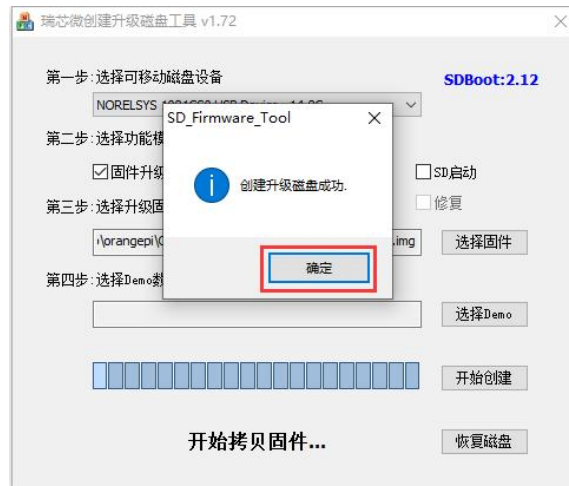 瑞芯微创建升级磁盘工具 v1.72
第一步:选择可移动磁盘设备
SDBoot:2.12
NORELSYS
SD_Firmware_Tool
第二步:选择功能模
固件升级
创建升级磁盘成功.
SD启动
修复
第三步:选择升级固
\orangepi\
.img
选择固件
确定
第四步:选择Demo数
选择Demo
开始创建
开始拷贝固件...
恢复磁盘